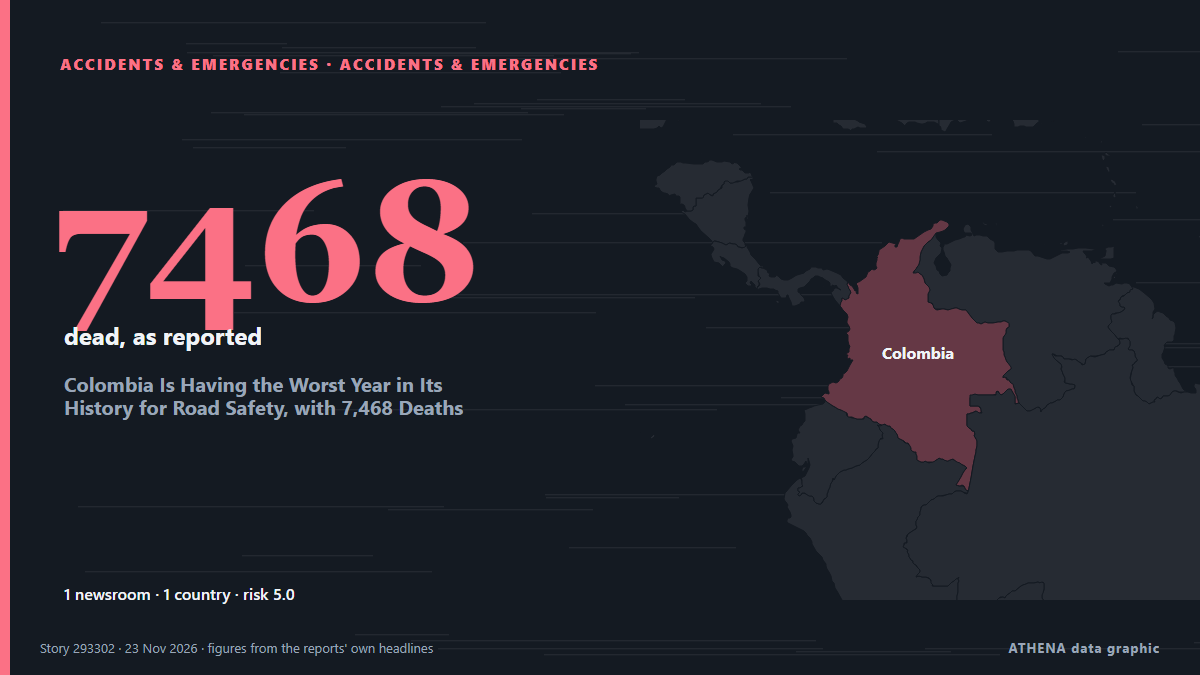 ACCIDENTS & EMERGENCIES · ACCIDENTS & EMERGENCIES
7468
dead, as reported
Colombia Is Having the Worst Year in Its
History for Road Safety, with 7,468 Deaths
Colombia
1 newsroom · 1 country · risk 5.0
Story 293302 · 23 Nov 2026 · figures from the reports' own headlines
ATHENA data graphic